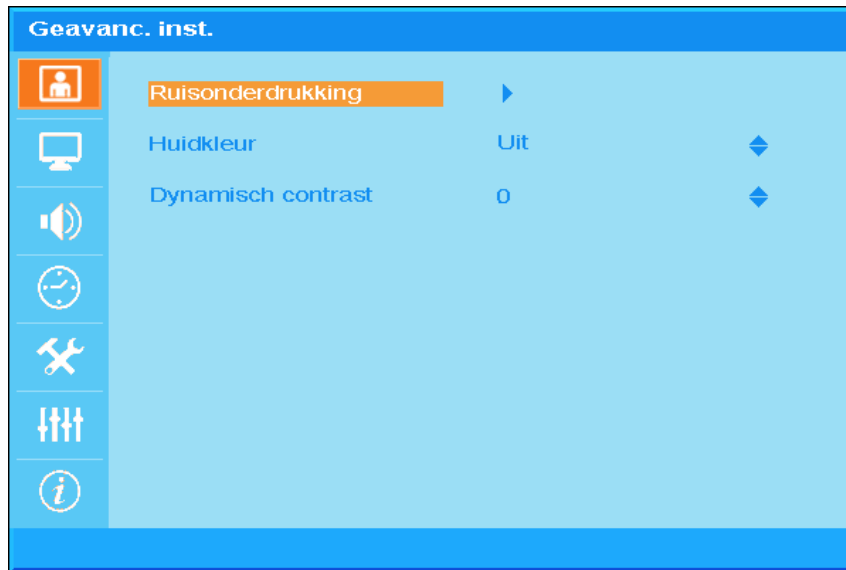 Geavanc. inst.
Ruisonderdrukking
Huidkleur Uit
Dynamisch contrast 0